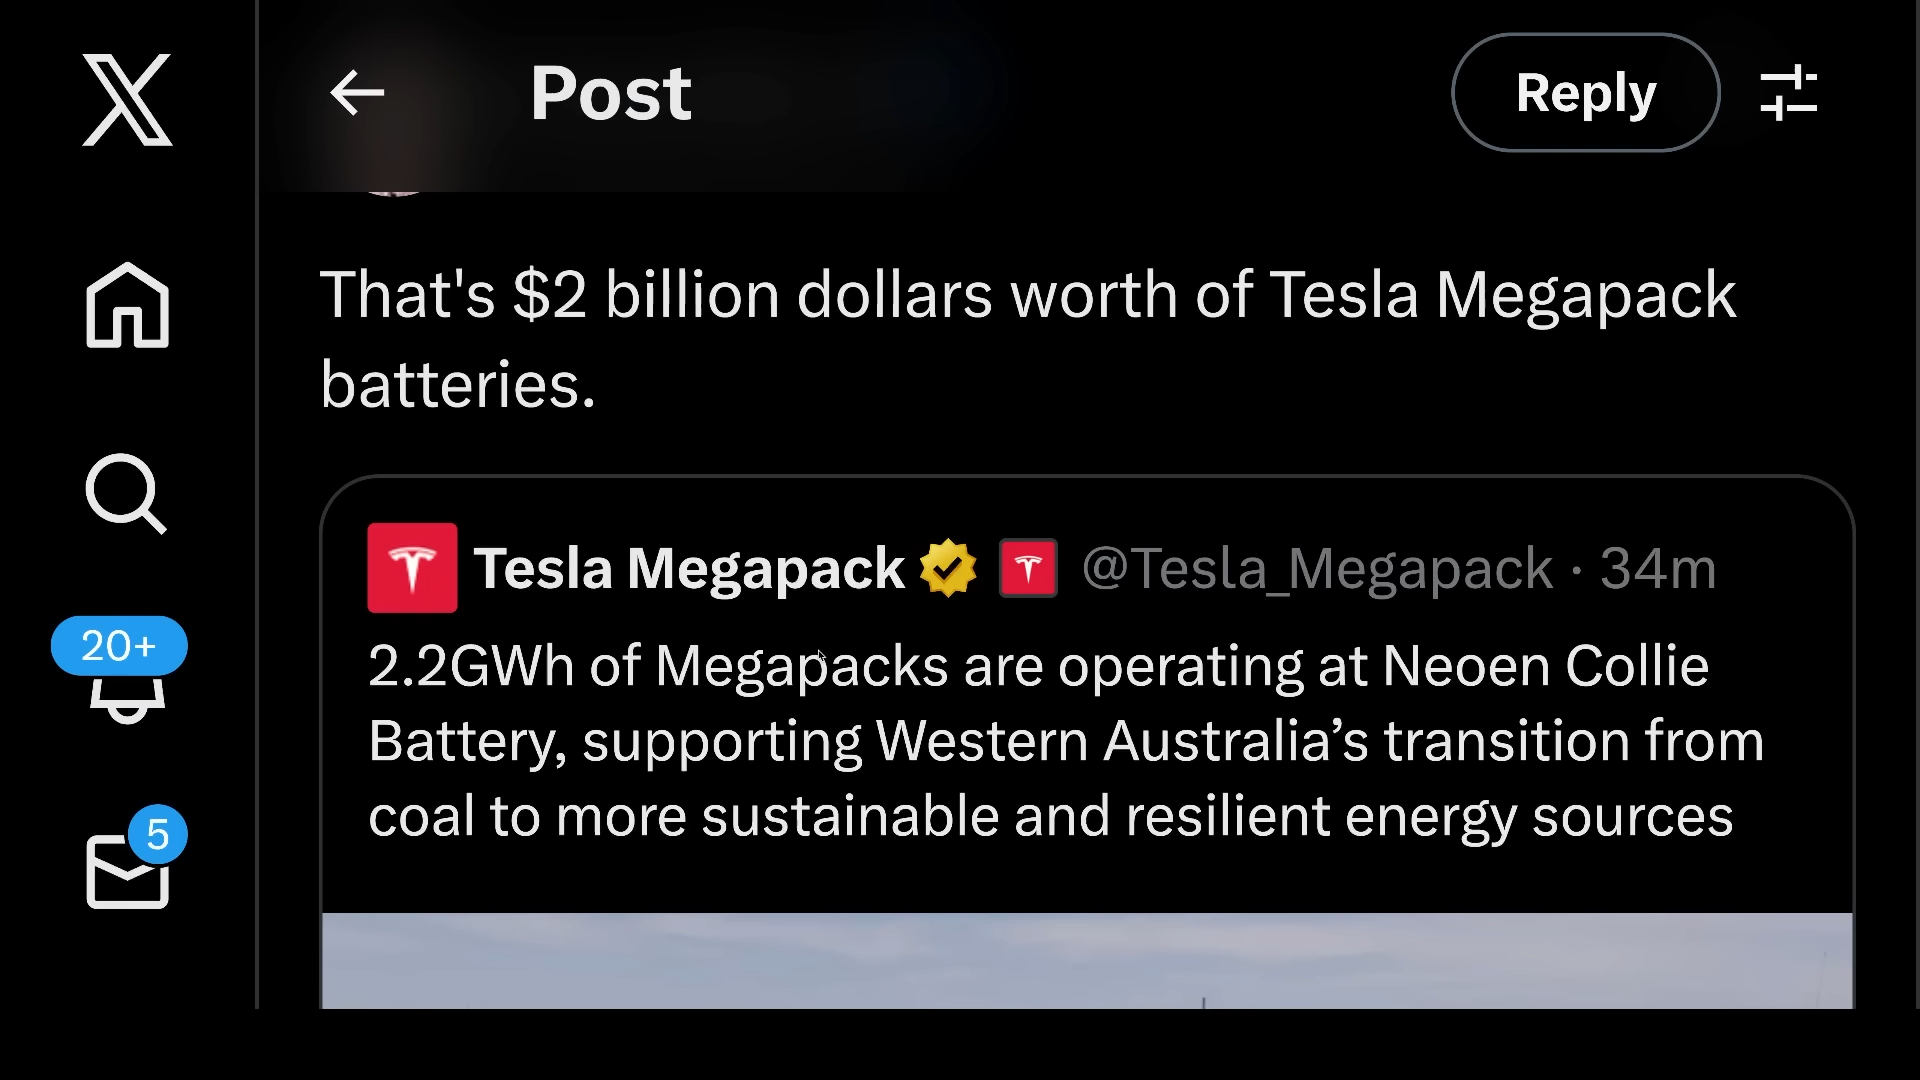 Post
Reply
That's $2 billion dollars worth of Tesla Megapack
batteries.
20+
5
Tesla Megapack @Tesla_Megapack · 34m
2.2GWh of Megapacks are operating at Neoen Collie
Battery, supporting Western Australia’s transition from
coal to more sustainable and resilient energy sources